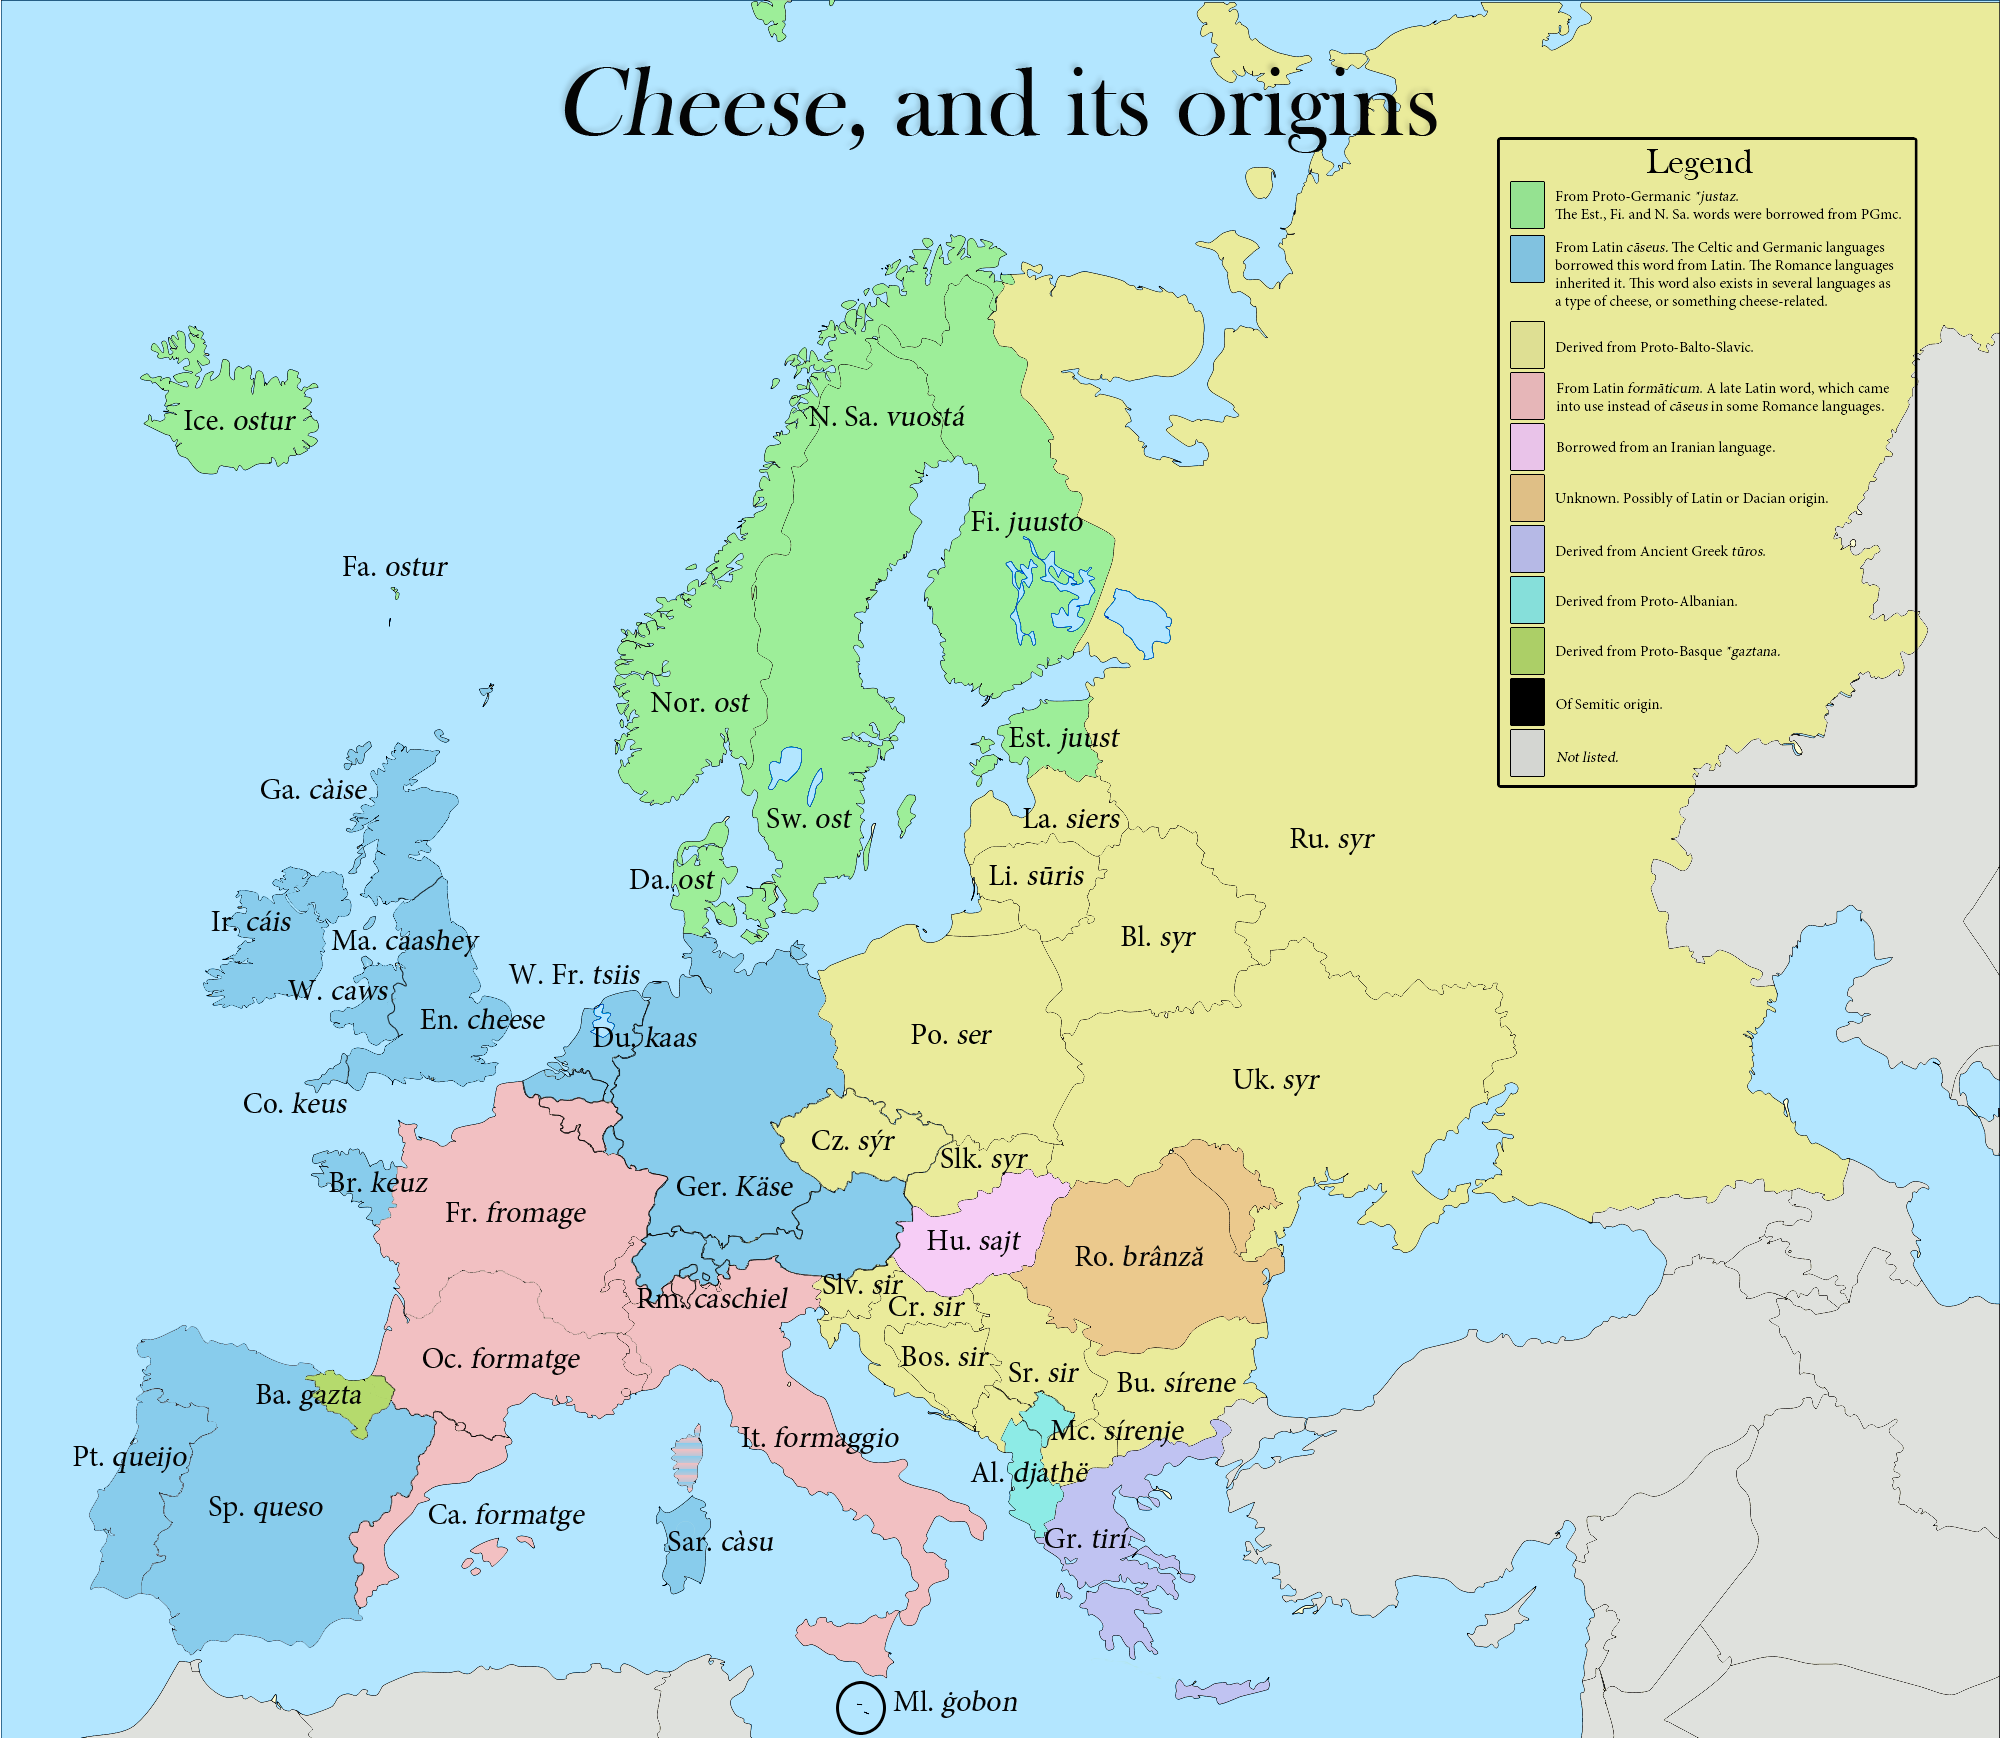 Cheese, and its origins
Legend
From Proto-Germanic *justaz.
The Est., Fi. and N. Sa. words were borrowed from PGmc.
From Latin cāseus. The Celtic and Germanic languages
borrowed this word from Latin. The Romance languages
inherited it. This word also exists in several languages as
a type of cheese, or something cheese-related.
Derived from Proto-Balto-Slavic.
From Latin formāticum. A late Latin word, which came
into use instead of cāseus in some Romance languages.
Borrowed from an Iranian language.
Unknown. Possibly of Latin or Dacian origin.
Derived from Ancient Greek tūros.
Derived from Proto-Albanian.
Derived from Proto-Basque *gaztana.
Of Semitic origin.
Not listed.
Ice. ostur
N. Sa. vuostá
Fi. juusto
Fa. ostur
Nor. ost
Est. juust
Ga. càise
Sw. ost
La. siers
Ru. syr
Da. ost
Li. sūris
Ir. cáis
Ma. caashey
Bl. syr
W. Fr. tsiis
W. caws
En. cheese
Du. kaas
Po. ser
Uk. syr
Co. keus
Cz. sýr
Slk. syr
Br. keuz
Ger. Käse
Fr. fromage
Hu. sajt
Ro. brânză
Slv. sir
Rm. caschiel
Cr. sir
Oc. formatge
Bos. sir
Sr. sir
Bu. sírene
Ba. gazta
Mc. sírenje
It. formaggio
Pt. queijo
Al. djathë
Sp. queso
Ca. formatge
Sar. càsu
Gr. tirí
Ml. ġobon